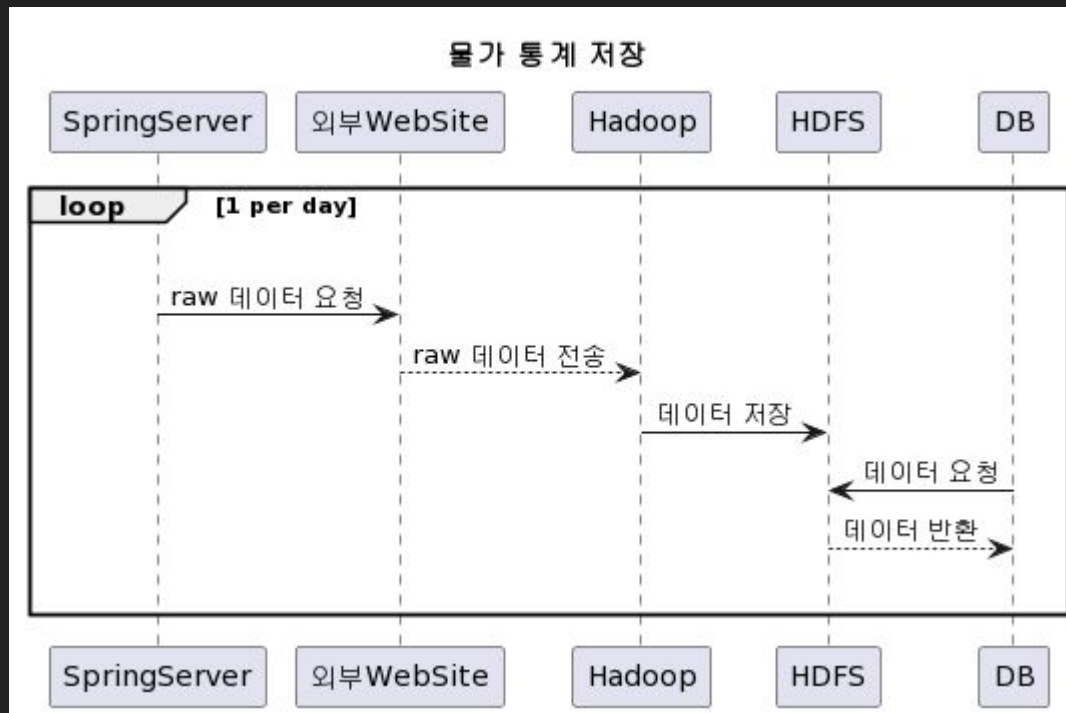 물가 통계 저장
SpringServer 외부WebSite Hadoop HDFS DB
loop [1 per day]
raw 데이터 요청
raw 데이터 전송
데이터 저장
데이터 요청
데이터 반환
SpringServer 외부WebSite Hadoop HDFS DB